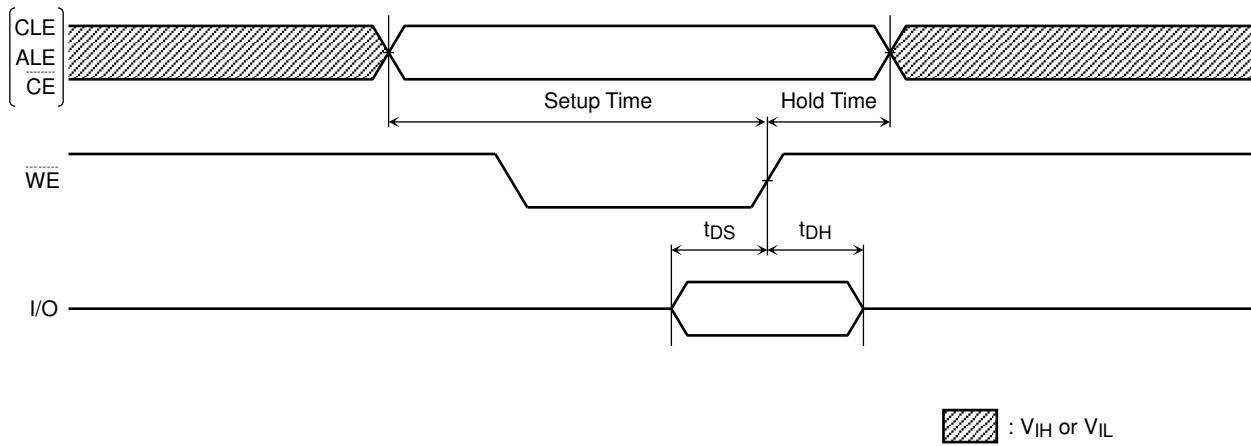 CLE
ALE
CE
Setup Time
Hold Time
WE
tDS
tDH
I/O
: VIH or VIL